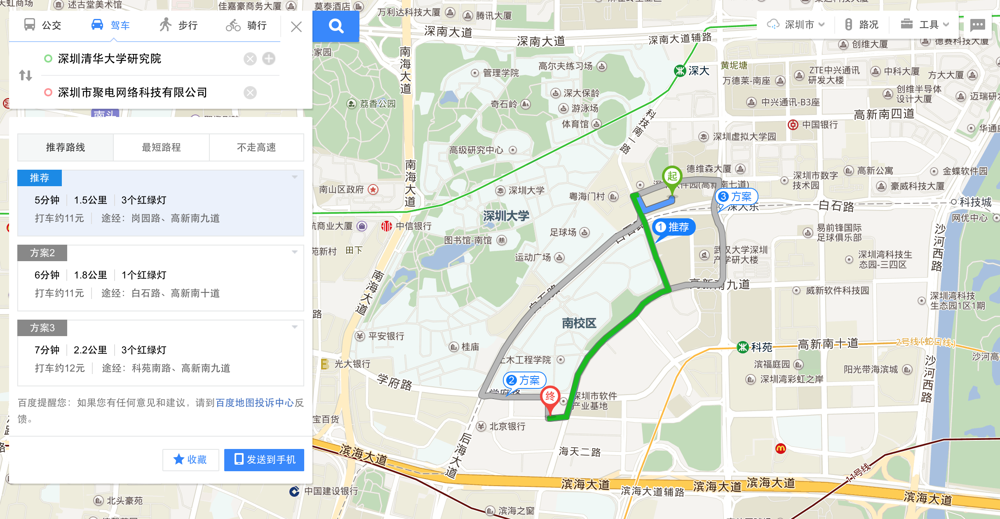 公交
驾车
步行
骑行
深圳清华大学研究院
深圳市聚电网络科技有限公司
推荐路线
最短路程
不走高速
推荐
5分钟 1.5公里 3个红绿灯
打车约11元 途经：岗园路、高新南九道
方案2
6分钟 1.8公里 1个红绿灯
打车约11元 途经：白石路、高新南十道
方案3
7分钟 2.2公里 3个红绿灯
打车约12元 途经：科苑南路、高新南九道
百度提醒您：如果您有任何意见和建议，请到百度地图投诉中心反
馈。
收藏
发送到手机
深圳市
路况
工具
述古堂美术馆
佳嘉豪商务大厦
莫泰酒店
万利达科技大厦
腾讯大厦
深南大道
深南大道
深南大道辅路
创维大厦
德赛科技大厦
南海大道
管理学院
高尔夫练习场
深大
黄坭塘
万德莱-南座
ZTE中兴通讯
研发大楼
中科大厦
方大大厦
创维半导体
设计大厦
荔香公园
奇石岭
深大保龄
游泳场
体育馆
中兴通讯-B3座
高新南四道
中国银行
科技南一路
深圳虚拟大学园
高级研究中心
南海大道
南山区政府
深圳大学
粤海门村
起
德维森大厦
深圳市数字
技术园
高新公寓
金蝶软件园
豪威科技大厦
3 方案
白石路
科技城
网优中心
深圳大学
中信银行
足球场
1 推荐
易前锋国际
足球俱乐部
图书馆-南馆
田下
运动广场
武汉大学深圳
产学研大楼
深圳湾科技生
态园-三四区
沙河西路
南海大道
高新南九道
威新软件科技园
深圳湾科技
生态园1区1期
南校区
平安银行
桂庙
科苑
高新南十道
2号线(蛇口线)
光大银行
土木工程学院
滨福庭园
阳光带海滨城
深圳湾彩虹之岸
沙河西路
学府路
2 方案
终
深圳市软件
产业基地
北京银行
后海大道
海天二路
滨海大道
11号线
滨海大道
滨海大道辅路
滨海大道
滨海大道
滨海大道
中国建设银行
北头豪苑
滨海之窗